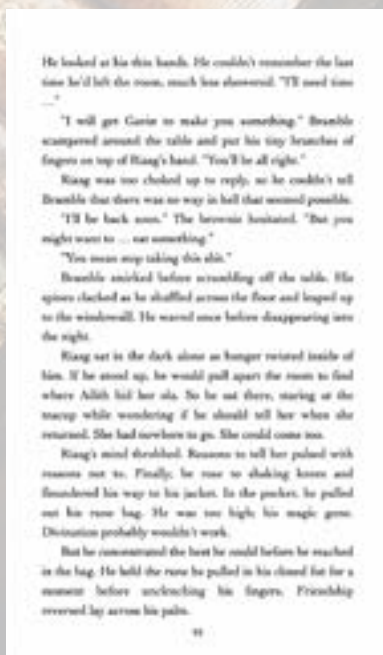 He looked at his thin hands. He couldn't remember the last
time he'd left the room, much less showered. "I'll need time
…"
"I will get Gavin to make you something." Bramble
scampered around the table and put his tiny branches of
fingers on top of Riang's hand. "You'll be all right."
Riang was too choked up to reply, so he couldn't tell
Bramble that there was no way in hell that seemed possible.
"I'll be back soon." The brownie hesitated. "But you
might want to … eat something."
"You mean stop taking this shit."
Bramble smirked before scrambling off the table. His
spines clacked as he shuffled across the floor and leaped up
to the windowsill. He waved once before disappearing into
the night.
Riang sat in the dark alone as hunger twisted inside of
him. If he stood up, he would pull apart the room to find
where Ailith hid her ola. So he sat there, staring at the
teacup while wondering if he should tell her when she
returned. She had nowhere to go. She could come too.
Riang's mind throbbed. Reasons to tell her pulsed with
reasons not to. Finally, he rose to shaking knees and
floundered his way to his jacket. In the pocket, he pulled
out his rune bag. He was too high; his magic gone.
Divination probably wouldn't work.
But he concentrated the best he could before he reached
in the bag. He held the rune he pulled in his closed fist for a
moment before unclenching his fingers. Friendship
reversed lay across his palm.